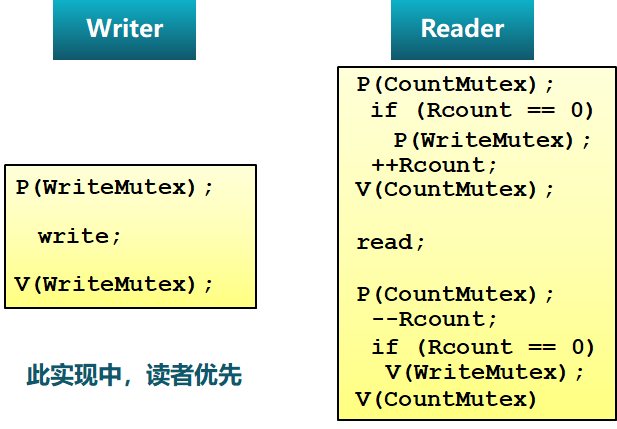 Writer
P(WriteMutex);
write;
V(WriteMutex);
此实现中，读者优先
Reader
P(CountMutex);
if (Rcount == 0)
P(WriteMutex);
++Rcount;
V(CountMutex);
read;
P(CountMutex);
--Rcount;
if (Rcount == 0)
V(WriteMutex);
V(CountMutex)